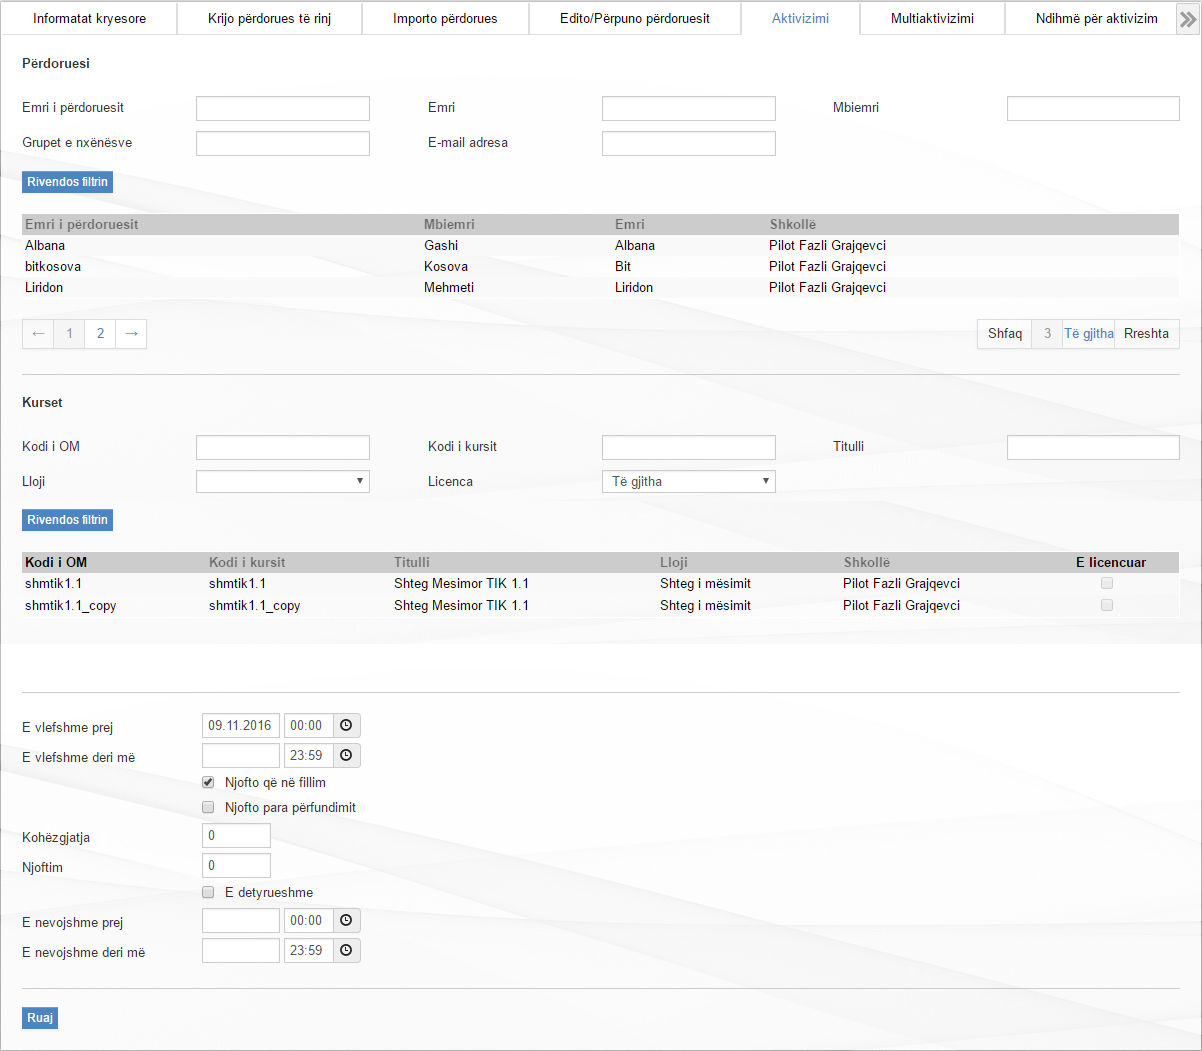 Informatat kryesore Krijo përdorues të rinj Importo përdorues Edito/Përpuno përdoruesit Aktivizimi Multiaktivizimi Ndihmë për aktivizim
Përdoruesi
Emri i përdoruesit Emri Mbiemri
Grupet e nxënësve E-mail adresa
Rivendos filtrin
Emri i përdoruesit Mbiemri Emri Shkollë
Albana Gashi Albana Pilot Fazli Grajqevci
bitkosova Kosova Bit Pilot Fazli Grajqevci
Liridon Mehmeti Liridon Pilot Fazli Grajqevci
← 1 2 → Shfaq 3 Të gjitha Rreshta
Kurset
Kodi i OM Kodi i kursit Titulli
Lloji Licenca Të gjitha
Rivendos filtrin
Kodi i OM Kodi i kursit Titulli Lloji Shkollë E licencuar
shmtik1.1 shmtik1.1 Shteg Mesimor TIK 1.1 Shteg i mësimit Pilot Fazli Grajqevci
shmtik1.1_copy shmtik1.1_copy Shteg Mesimor TIK 1.1 Shteg i mësimit Pilot Fazli Grajqevci
E vlefshme prej 09.11.2016 00:00
E vlefshme deri më 23:59
Njofto që në fillim
Njofto para përfundimit
Kohëzgjatja 0
Njoftim 0
E detyrueshme
E nevojshme prej 00:00
E nevojshme deri më 23:59
Ruaj